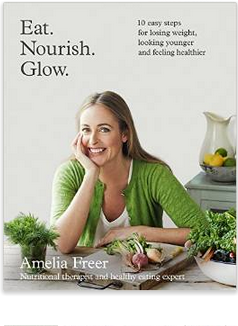 Eat.
Nourish.
Glow.
10 easy steps
for losing weight,
looking younger
and feeling healthier
Amelia Freer
Nutritional therapist and healthy eating expert